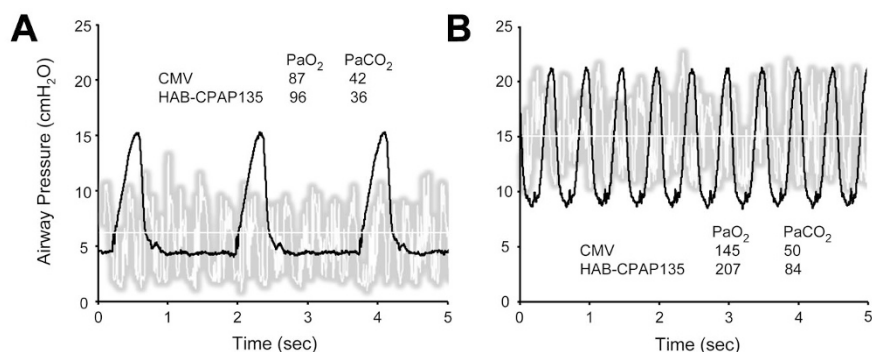 A
B
Airway Pressure (cmH₂O)
25
20
15
10
5
0
PaO₂ PaCO₂
CMV 87 42
HAB-CPAP135 96 36
0 1 2 3 4 5
Time (sec)
25
20
15
10
5
0
PaO₂ PaCO₂
CMV 145 50
HAB-CPAP135 207 84
0 1 2 3 4 5
Time (sec)